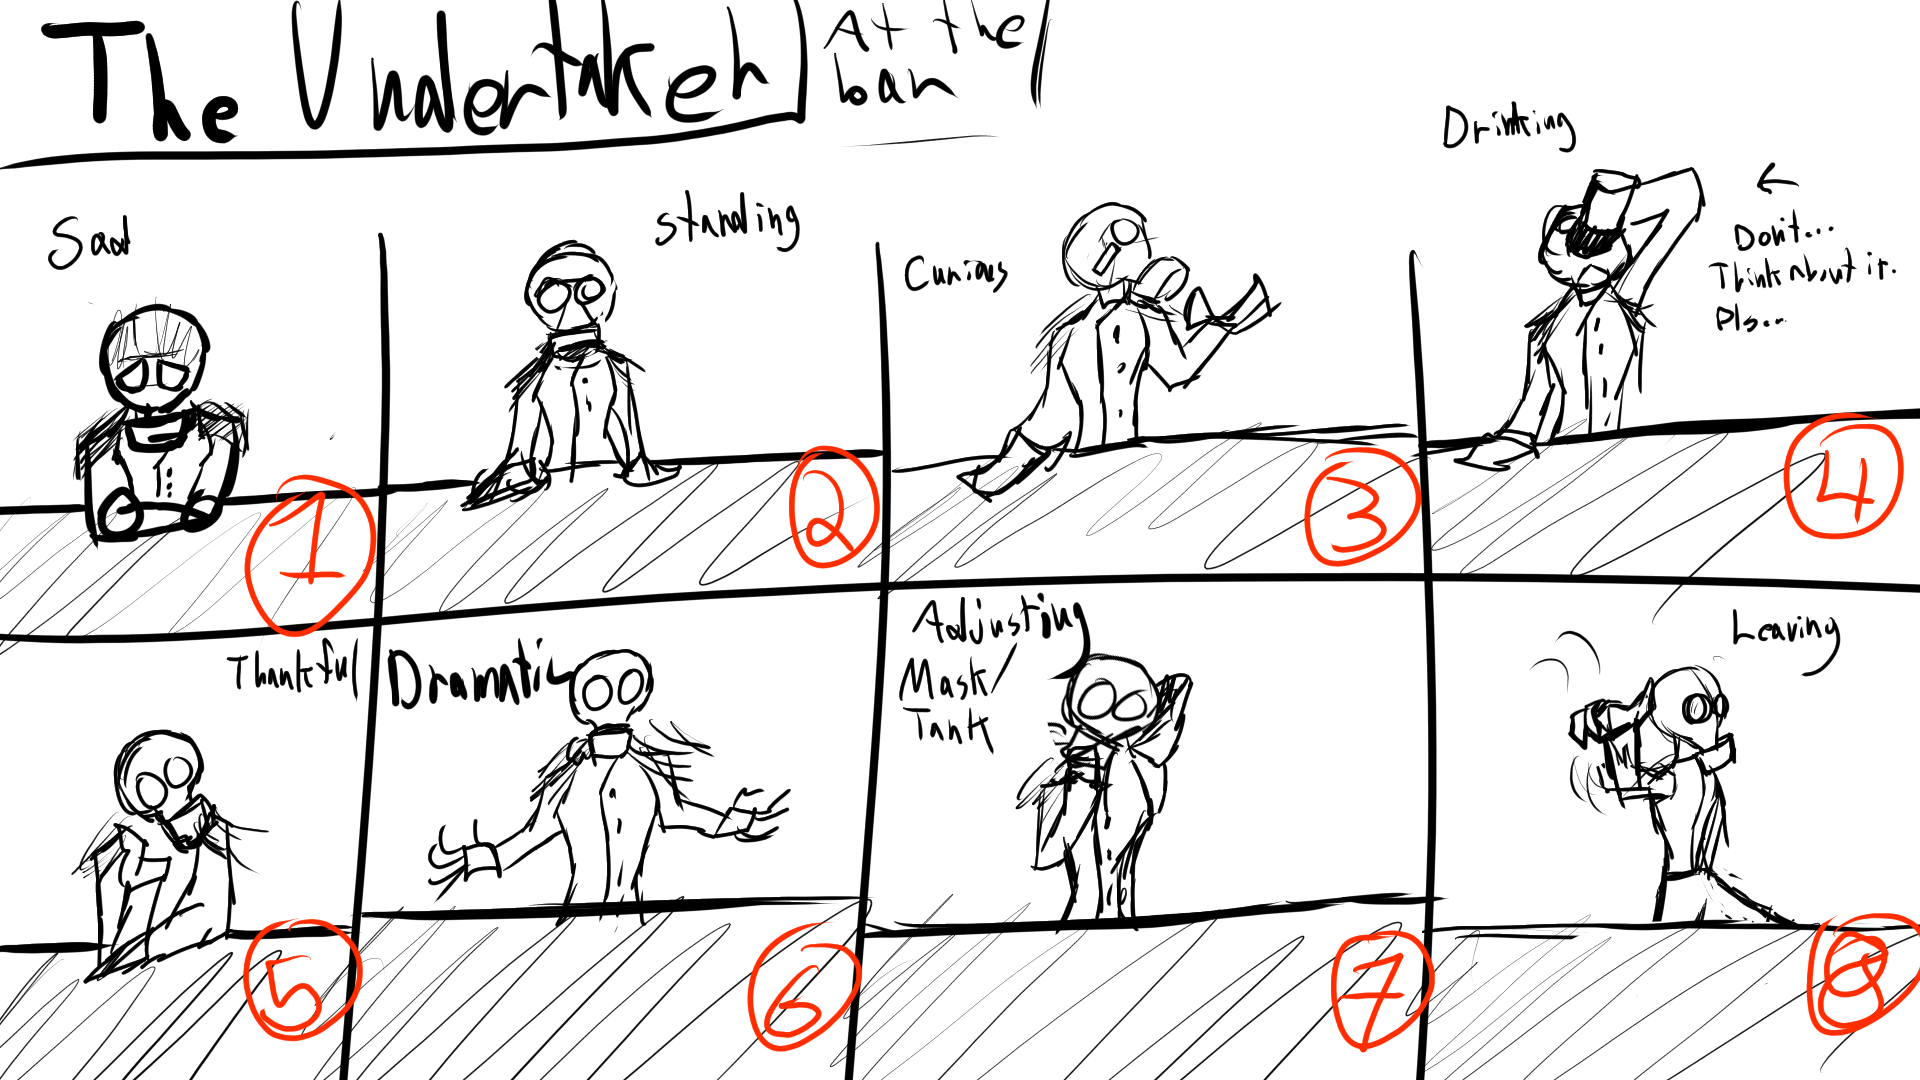 The Undertaker
At the
bar
Sad
Standing
Curious
Drinking
Don't...
Think about it.
Pls...
1
2
3
4
Thankful
Dramatic
Adjusting
Mask/
Tank
Leaving
M
5
6
7
8